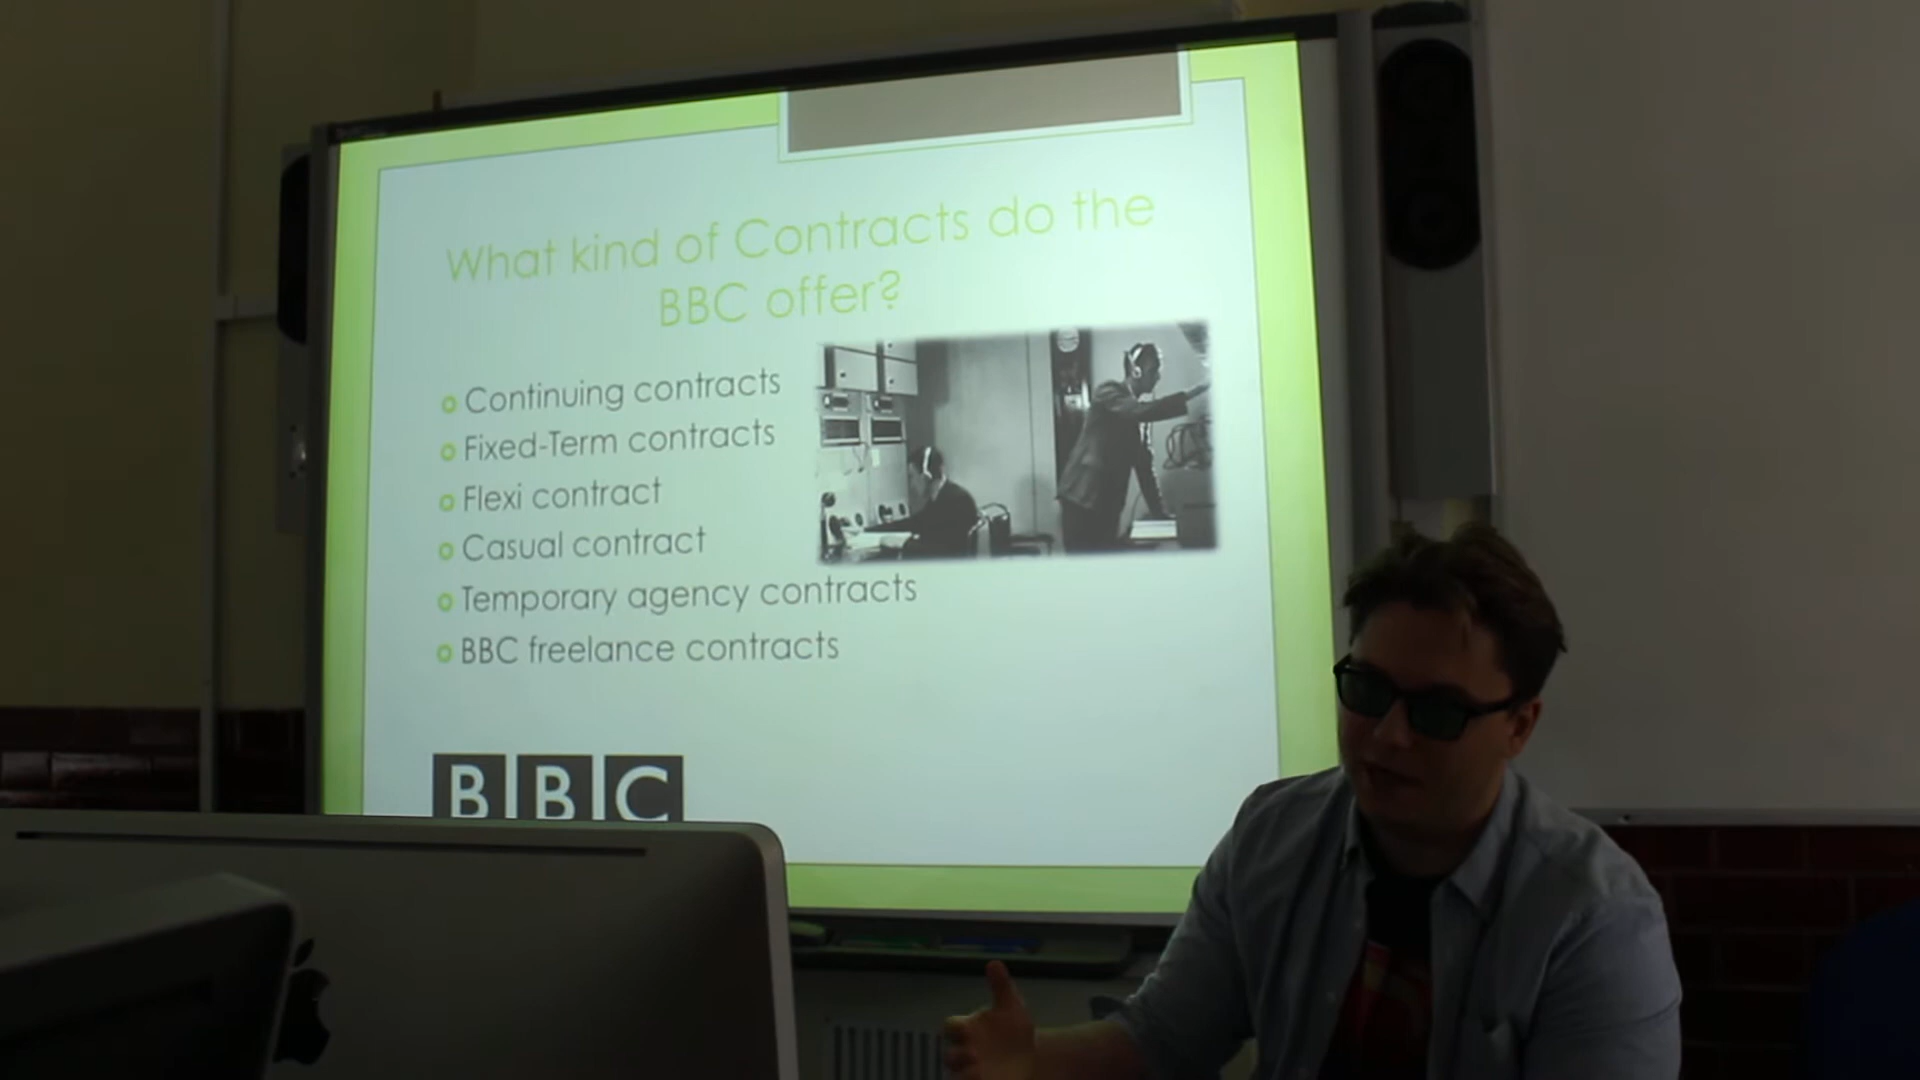 What kind of Contracts do the
BBC offer?
Continuing contracts
Fixed-Term contracts
Flexi contract
Casual contract
Temporary agency contracts
BBC freelance contracts
BBC